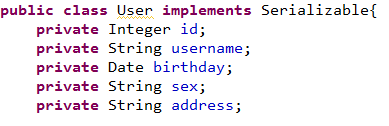 public class User implements Serializable{
    private Integer id;
    private String username;
    private Date birthday;
    private String sex;
    private String address;